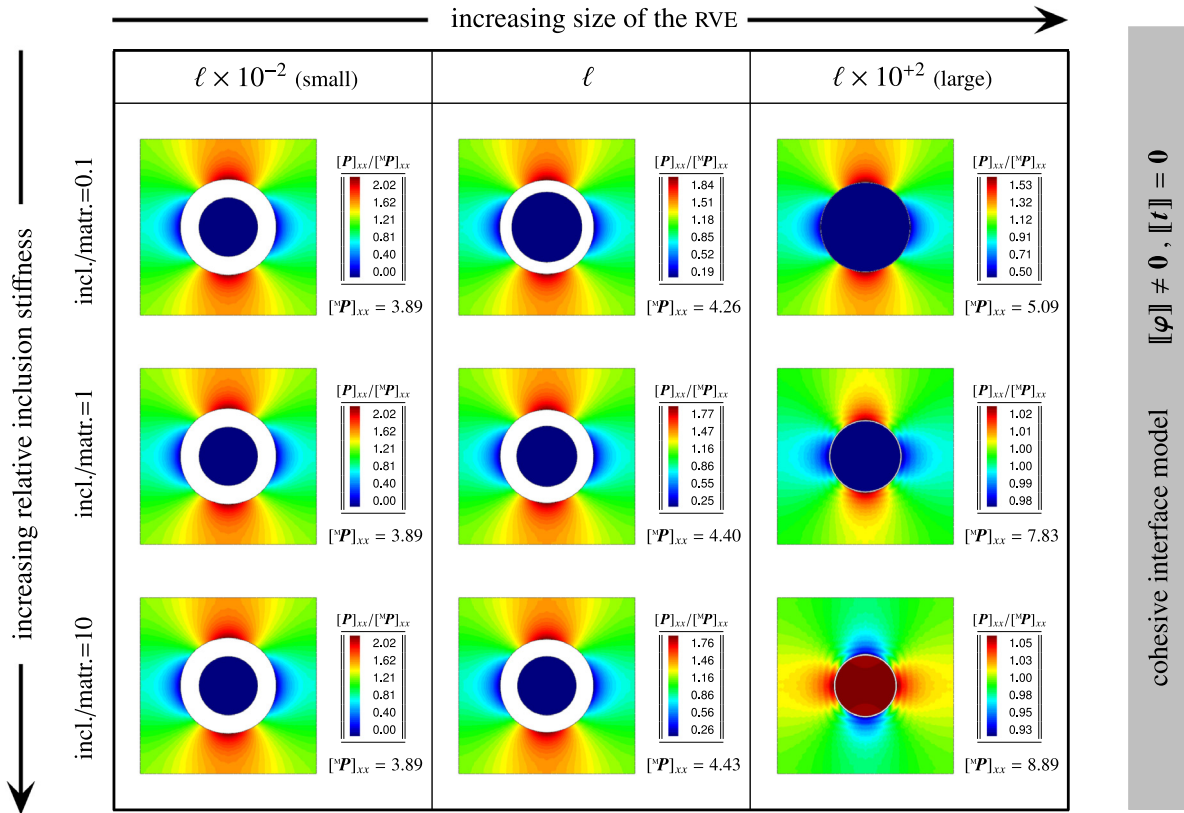 increasing size of the RVE
increasing relative inclusion stiffness
ℓ × 10⁻² (small)
ℓ
ℓ × 10⁺² (large)
incl./matr.=0.1
[P]xx/[ᴹP]xx
2.02
1.62
1.21
0.81
0.40
0.00
[ᴹP]xx = 3.89
[P]xx/[ᴹP]xx
1.84
1.51
1.18
0.85
0.52
0.19
[ᴹP]xx = 4.26
[P]xx/[ᴹP]xx
1.53
1.32
1.12
0.91
0.71
0.50
[ᴹP]xx = 5.09
incl./matr.=1
[P]xx/[ᴹP]xx
2.02
1.62
1.21
0.81
0.40
0.00
[ᴹP]xx = 3.89
[P]xx/[ᴹP]xx
1.77
1.47
1.16
0.86
0.55
0.25
[ᴹP]xx = 4.40
[P]xx/[ᴹP]xx
1.02
1.01
1.00
1.00
0.99
0.98
[ᴹP]xx = 7.83
incl./matr.=10
[P]xx/[ᴹP]xx
2.02
1.62
1.21
0.81
0.40
0.00
[ᴹP]xx = 3.89
[P]xx/[ᴹP]xx
1.76
1.46
1.16
0.86
0.56
0.26
[ᴹP]xx = 4.43
[P]xx/[ᴹP]xx
1.05
1.03
1.00
0.98
0.95
0.93
[ᴹP]xx = 8.89
cohesive interface model ⟦φ⟧ ≠ 0 , ⟦t⟧ = 0